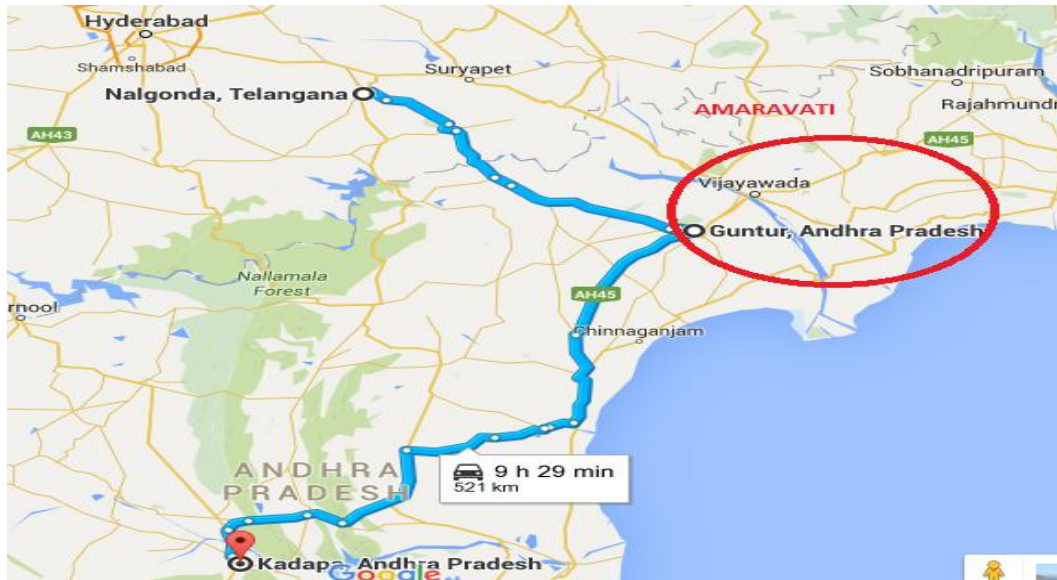 Hyderabad
Shamshabad
Suryapet
Sobhanadripuram
Nalgonda, Telangana
Rajahmundr
AMARAVATI
AH43
AH45
Vijayawada
Guntur, Andhra Pradesh
Nallamala
Forest
AH45
rnool
Chinnaganjam
9 h 29 min
521 km
ANDHRA
PRADESH
Kadapa, Andhra Pradesh
Google